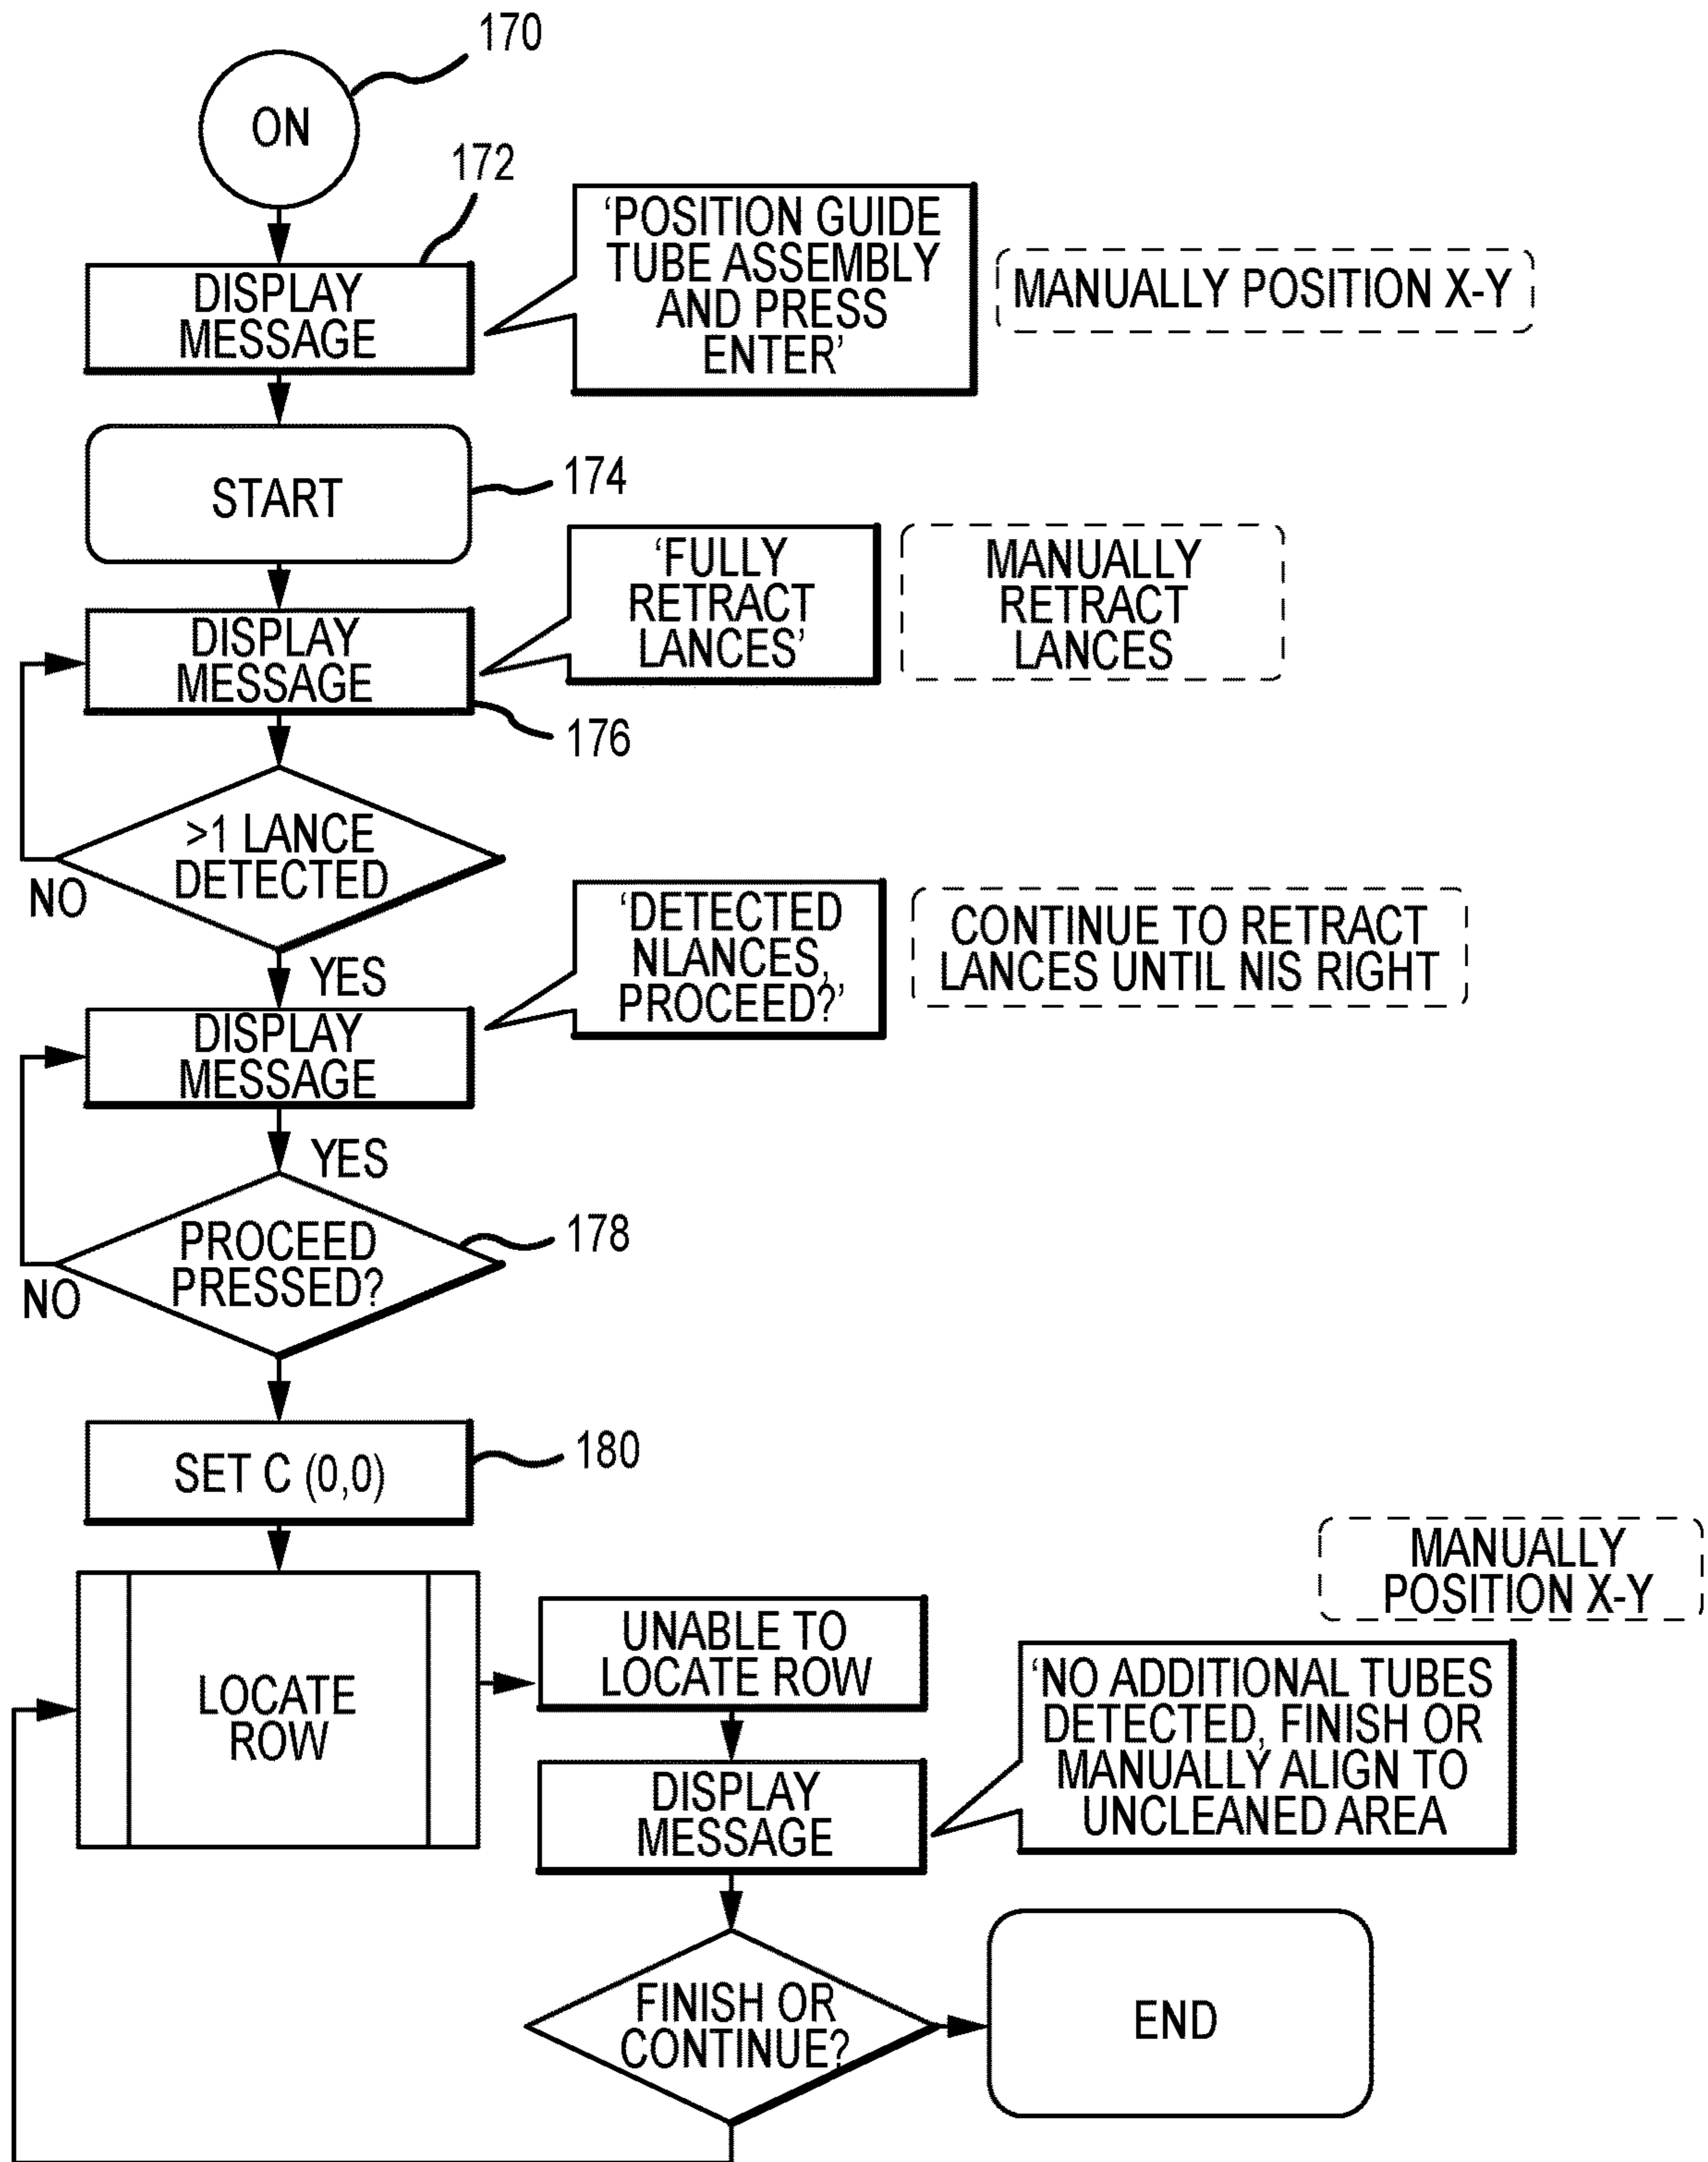 170
ON
172
DISPLAY
MESSAGE
‘POSITION GUIDE
TUBE ASSEMBLY
AND PRESS
ENTER’
MANUALLY POSITION X-Y
START
174
DISPLAY
MESSAGE
‘FULLY
RETRACT
LANCES’
MANUALLY
RETRACT
LANCES
176
>1 LANCE
DETECTED
NO
YES
‘DETECTED
NLANCES,
PROCEED?’
CONTINUE TO RETRACT
LANCES UNTIL NIS RIGHT
DISPLAY
MESSAGE
YES
PROCEED
PRESSED?
178
NO
SET C (0,0)
180
LOCATE
ROW
UNABLE TO
LOCATE ROW
MANUALLY
POSITION X-Y
DISPLAY
MESSAGE
‘NO ADDITIONAL TUBES
DETECTED, FINISH OR
MANUALLY ALIGN TO
UNCLEANED AREA
FINISH OR
CONTINUE?
END